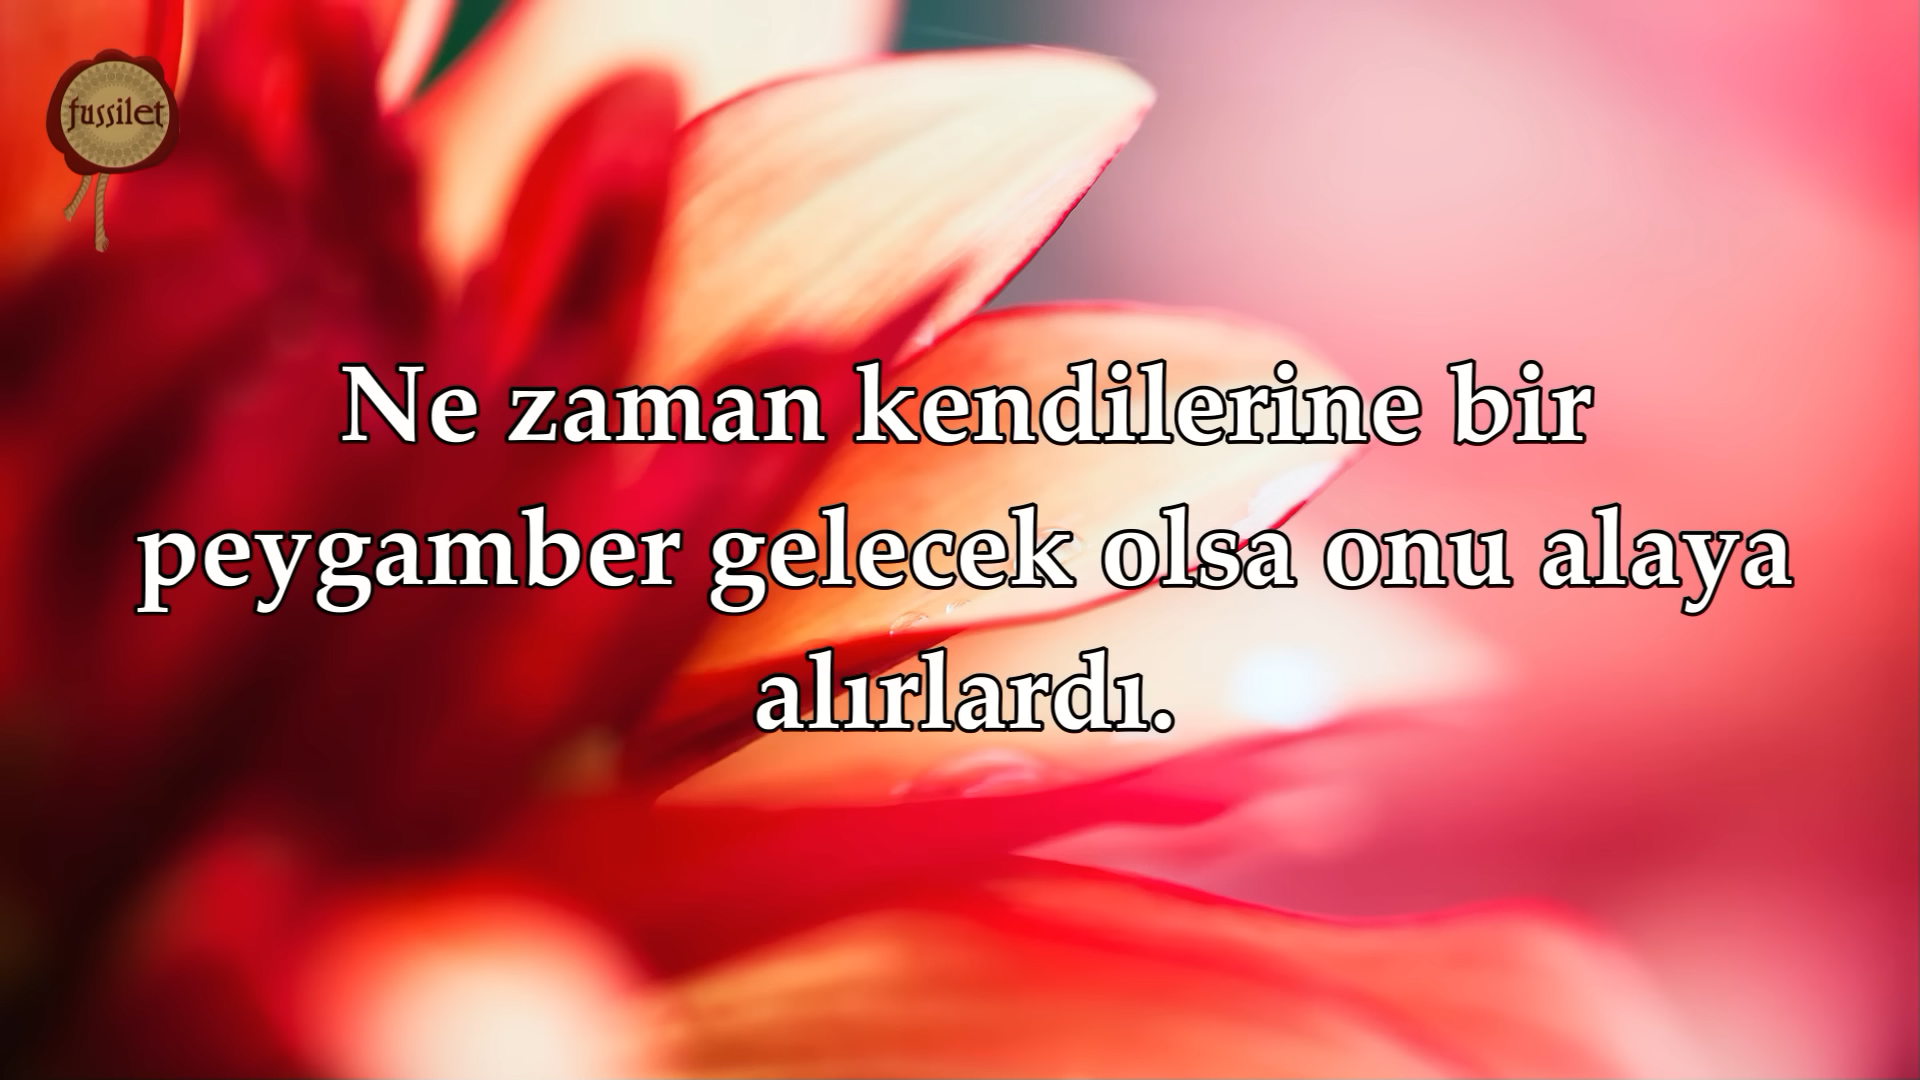 fussilet
Ne zaman kendilerine bir
peygamber gelecek olsa onu alaya
alırlardı.